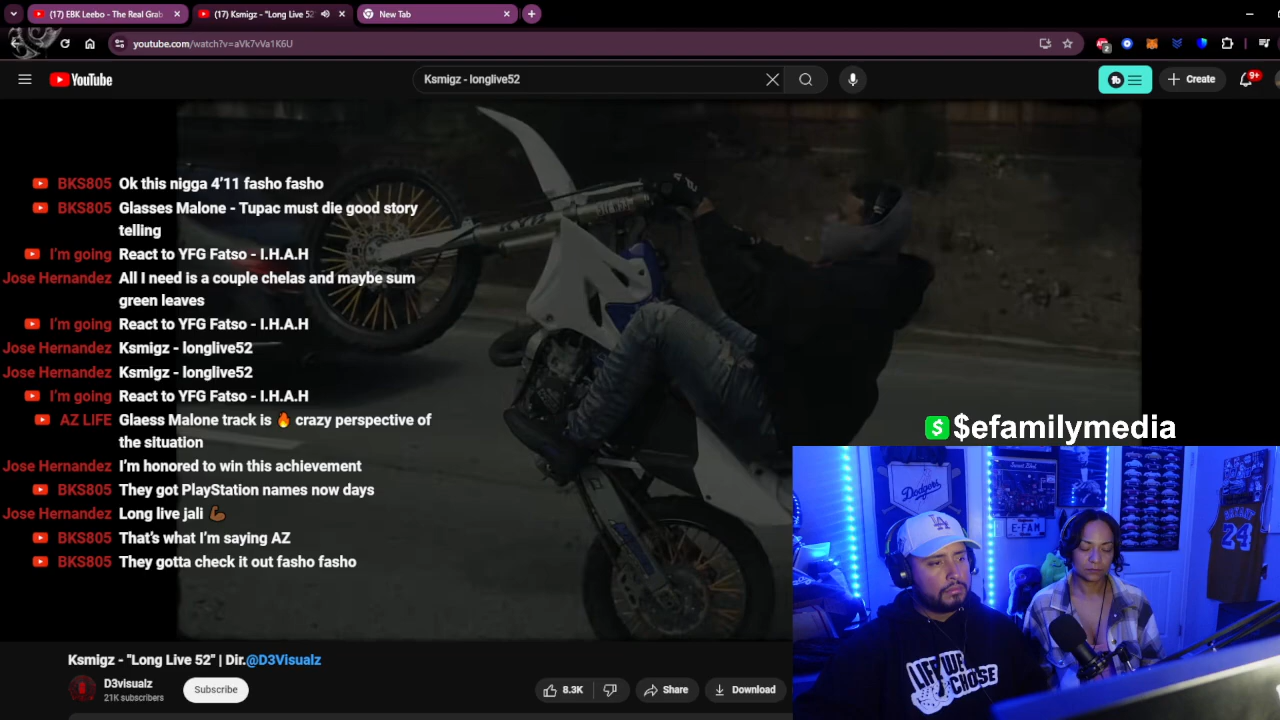 (17) EBK Leebo - The Real Grab
(17) Ksmigz - "Long Live 52"
New Tab
youtube.com/watch?v=aVk7vVa1K6U
2
YouTube
Ksmigz - longlive52
Create
9+
BKS805 Ok this nigga 4'11 fasho fasho
BKS805 Glasses Malone - Tupac must die good story
telling
I'm going React to YFG Fatso - I.H.A.H
Jose Hernandez All I need is a couple chelas and maybe sum
green leaves
I'm going React to YFG Fatso - I.H.A.H
Jose Hernandez Ksmigz - longlive52
Jose Hernandez Ksmigz - longlive52
I'm going React to YFG Fatso - I.H.A.H
AZ LIFE Glaess Malone track is 🔥 crazy perspective of
the situation
Jose Hernandez I'm honored to win this achievement
BKS805 They got PlayStation names now days
Jose Hernandez Long live jali 💪🏾
BKS805 That's what I'm saying AZ
BKS805 They gotta check it out fasho fasho
$efamilymedia
Dodgers
E-FAM
BRYANT
24
LA
LIFE WE
CHOSE
Ksmigz - "Long Live 52" | Dir.@D3Visualz
D3visualz
21K subscribers
Subscribe
8.3K
Share
Download